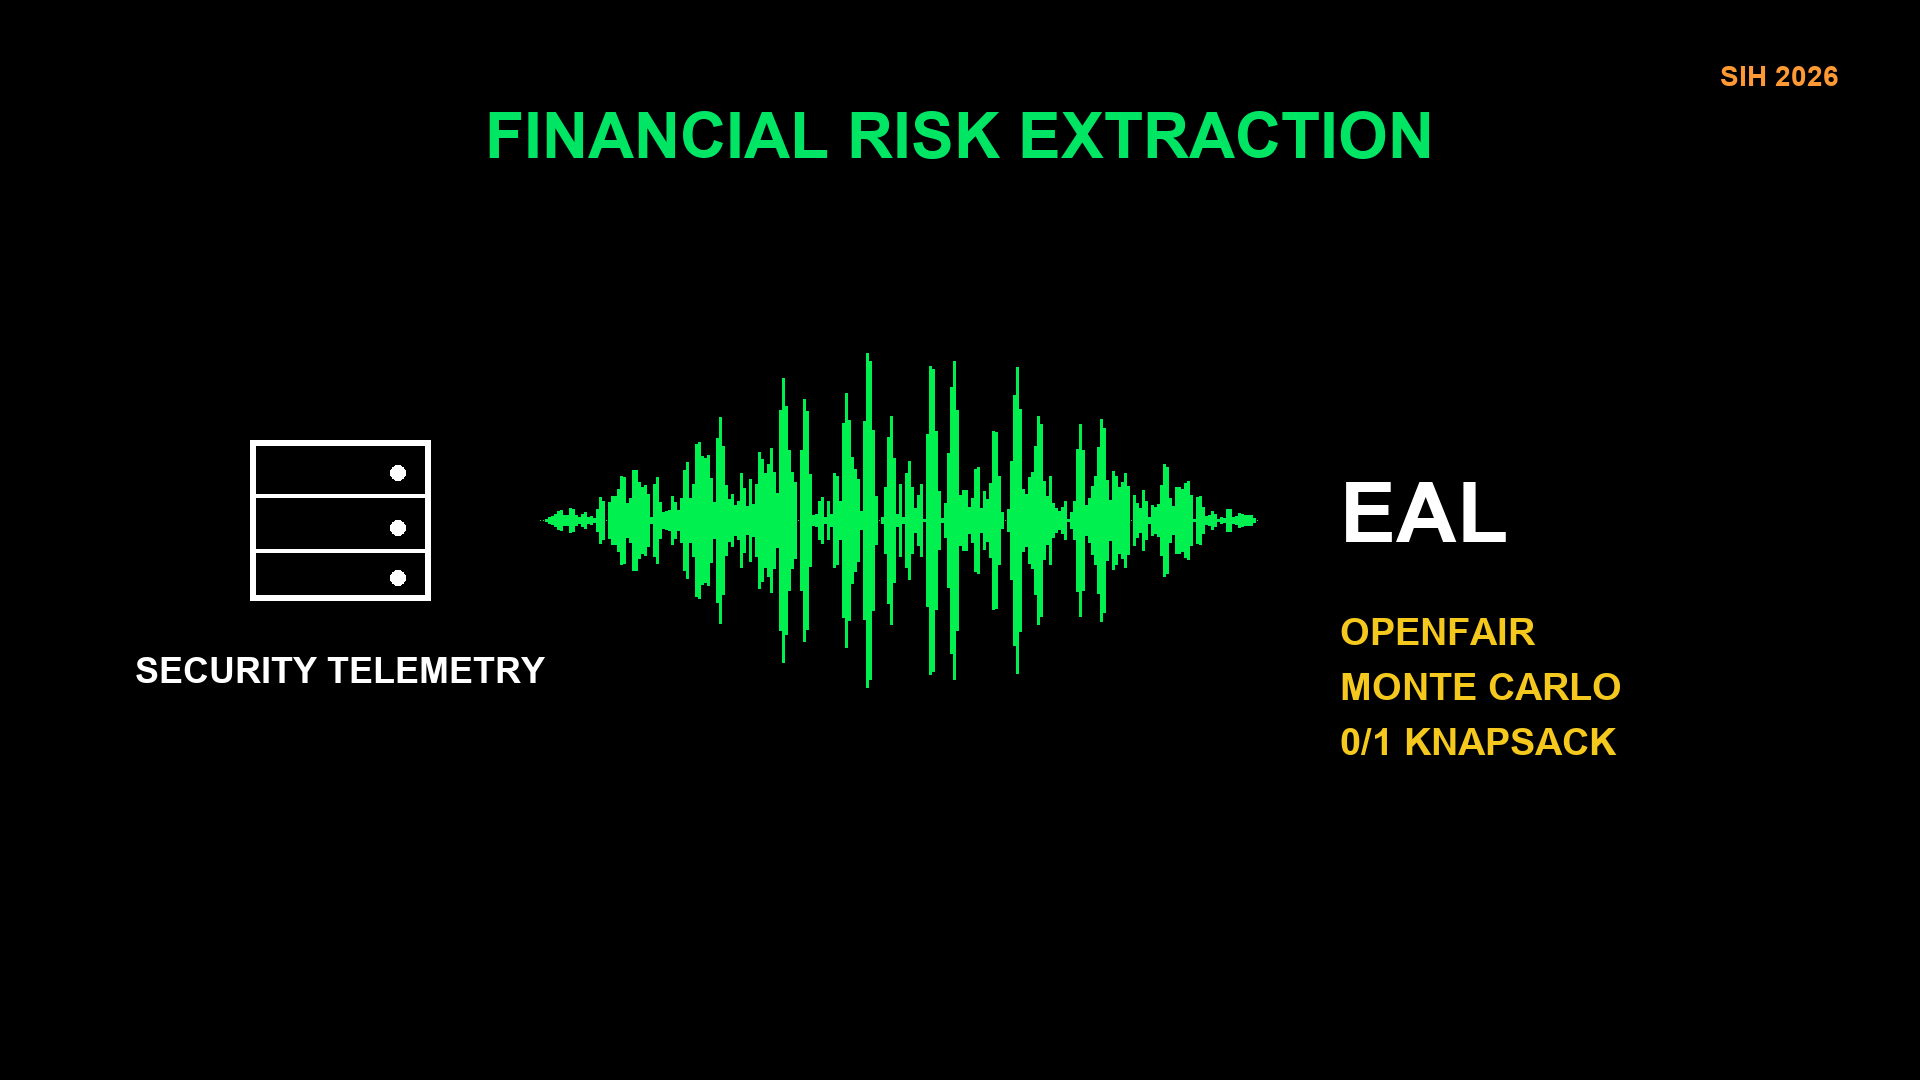 SIH 2026
FINANCIAL RISK EXTRACTION
SECURITY TELEMETRY
EAL
OPENFAIR
MONTE CARLO
0/1 KNAPSACK